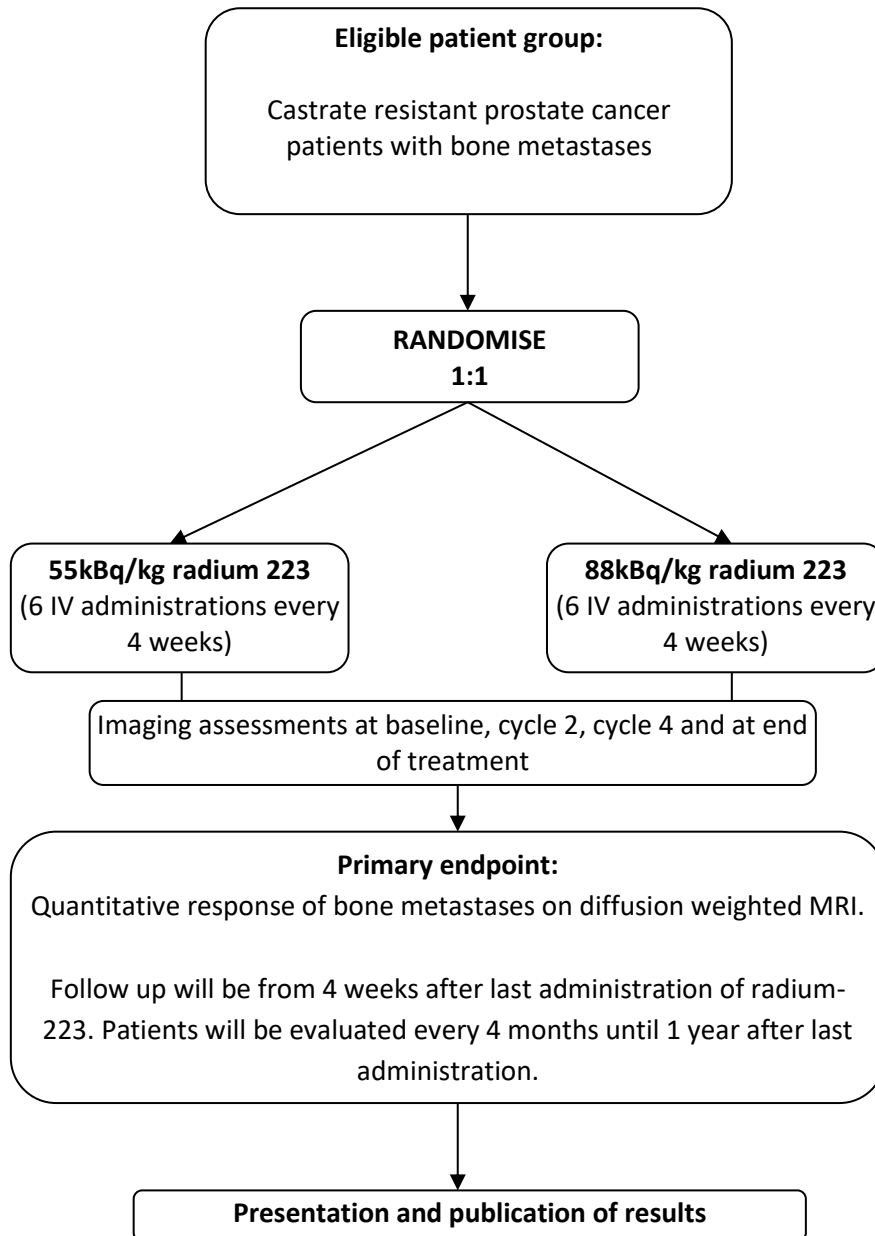 Eligible patient group:
Castrate resistant prostate cancer
patients with bone metastases
RANDOMISE
1:1
55kBq/kg radium 223
(6 IV administrations every
4 weeks)
88kBq/kg radium 223
(6 IV administrations every
4 weeks)
Imaging assessments at baseline, cycle 2, cycle 4 and at end
of treatment
Primary endpoint:
Quantitative response of bone metastases on diffusion weighted MRI.
Follow up will be from 4 weeks after last administration of radium-
223. Patients will be evaluated every 4 months until 1 year after last
administration.
Presentation and publication of results